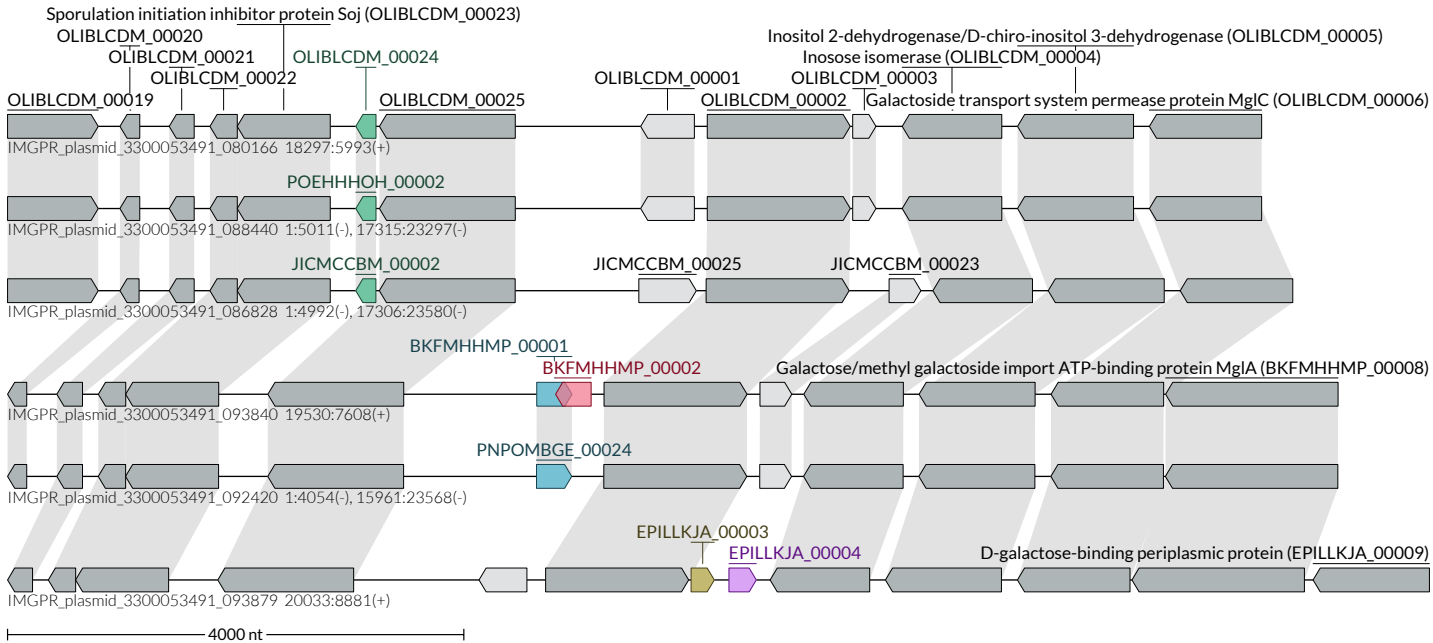 Sporulation initiation inhibitor protein Soj (OLIBLCDM_00023)
OLIBLCDM_00020
Inositol 2-dehydrogenase/D-chiro-inositol 3-dehydrogenase (OLIBLCDM_00005)
OLIBLCDM_00021
OLIBLCDM_00024
Inosose isomerase (OLIBLCDM_00004)
OLIBLCDM_00022
OLIBLCDM_00001
OLIBLCDM_00003
OLIBLCDM_00019
OLIBLCDM_00025
OLIBLCDM_00002
Galactoside transport system permease protein MglC (OLIBLCDM_00006)
IMGPR_plasmid_3300053491_080166 18297:5993(+)
POEHHHOH_00002
IMGPR_plasmid_3300053491_088440 1:5011(-), 17315:23297(-)
JICMCCBM_00002
JICMCCBM_00025
JICMCCBM_00023
IMGPR_plasmid_3300053491_086828 1:4992(-), 17306:23580(-)
BKFMHHMP_00001
BKFMHHMP_00002
Galactose/methyl galactoside import ATP-binding protein MglA (BKFMHHMP_00008)
IMGPR_plasmid_3300053491_093840 19530:7608(+)
PNPOMBGE_00024
IMGPR_plasmid_3300053491_092420 1:4054(-), 15961:23568(-)
EPILLKJA_00003
EPILLKJA_00004
D-galactose-binding periplasmic protein (EPILLKJA_00009)
IMGPR_plasmid_3300053491_093879 20033:8881(+)
4000 nt